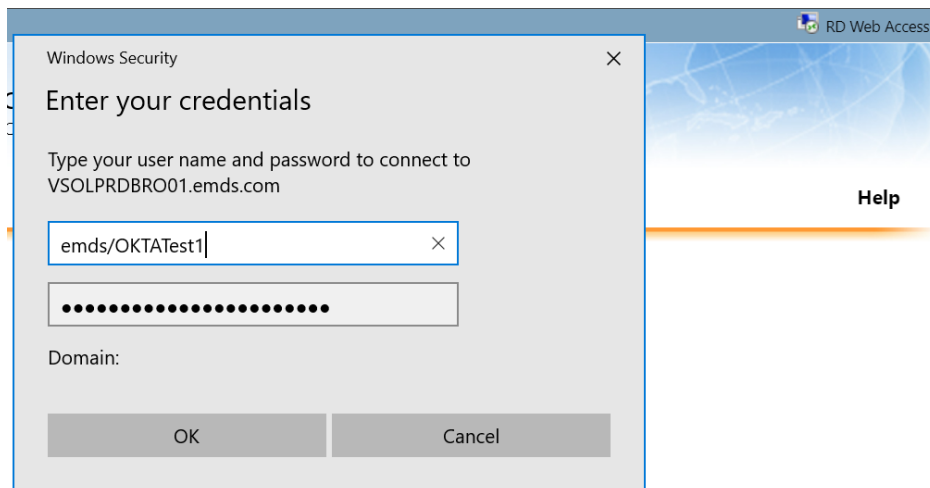 RD Web Access
Windows Security
Enter your credentials
Type your user name and password to connect to
VSOLPRDBRO01.emds.com
Help
emds/OKTATest1
●●●●●●●●●●●●●●●●●●●●●●●
Domain:
OK
Cancel